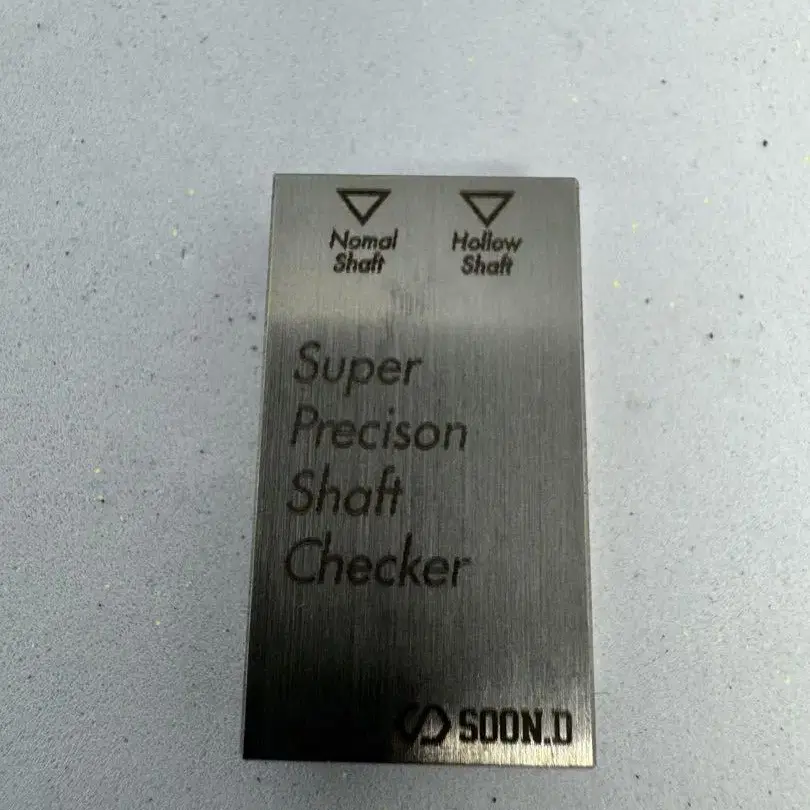 Nomal
Shaft
Hollow
Shaft
Super
Precison
Shaft
Checker
SOON.D